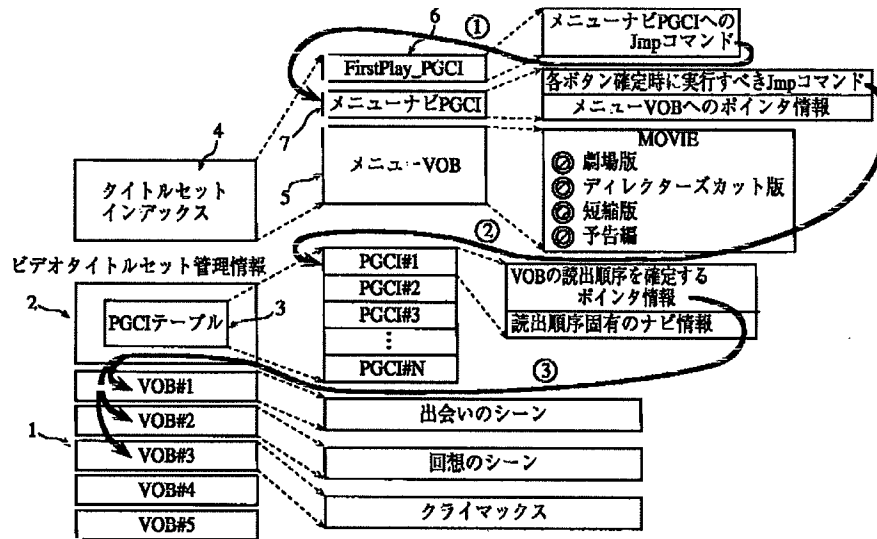 6
①
メニューナビPGCIへの
Jmpコマンド
FirstPlay_PGCI
各ボタン確定時に実行すべきJmpコマンド
メニューナビPGCI
メニューVOBへのポインタ情報
7
4
MOVIE
メニューVOB
劇場版
5
ディレクターズカット版
タイトルセット
インデックス
短縮版
予告編
②
ビデオタイトルセット管理情報
PGCI#1
VOBの読出順序を確定する
ポインタ情報
2
PGCI#2
3
PGCIテーブル
PGCI#3
読出順序固有のナビ情報
⋮
PGCI#N
③
VOB#1
出会いのシーン
VOB#2
1
VOB#3
回想のシーン
VOB#4
クライマックス
VOB#5